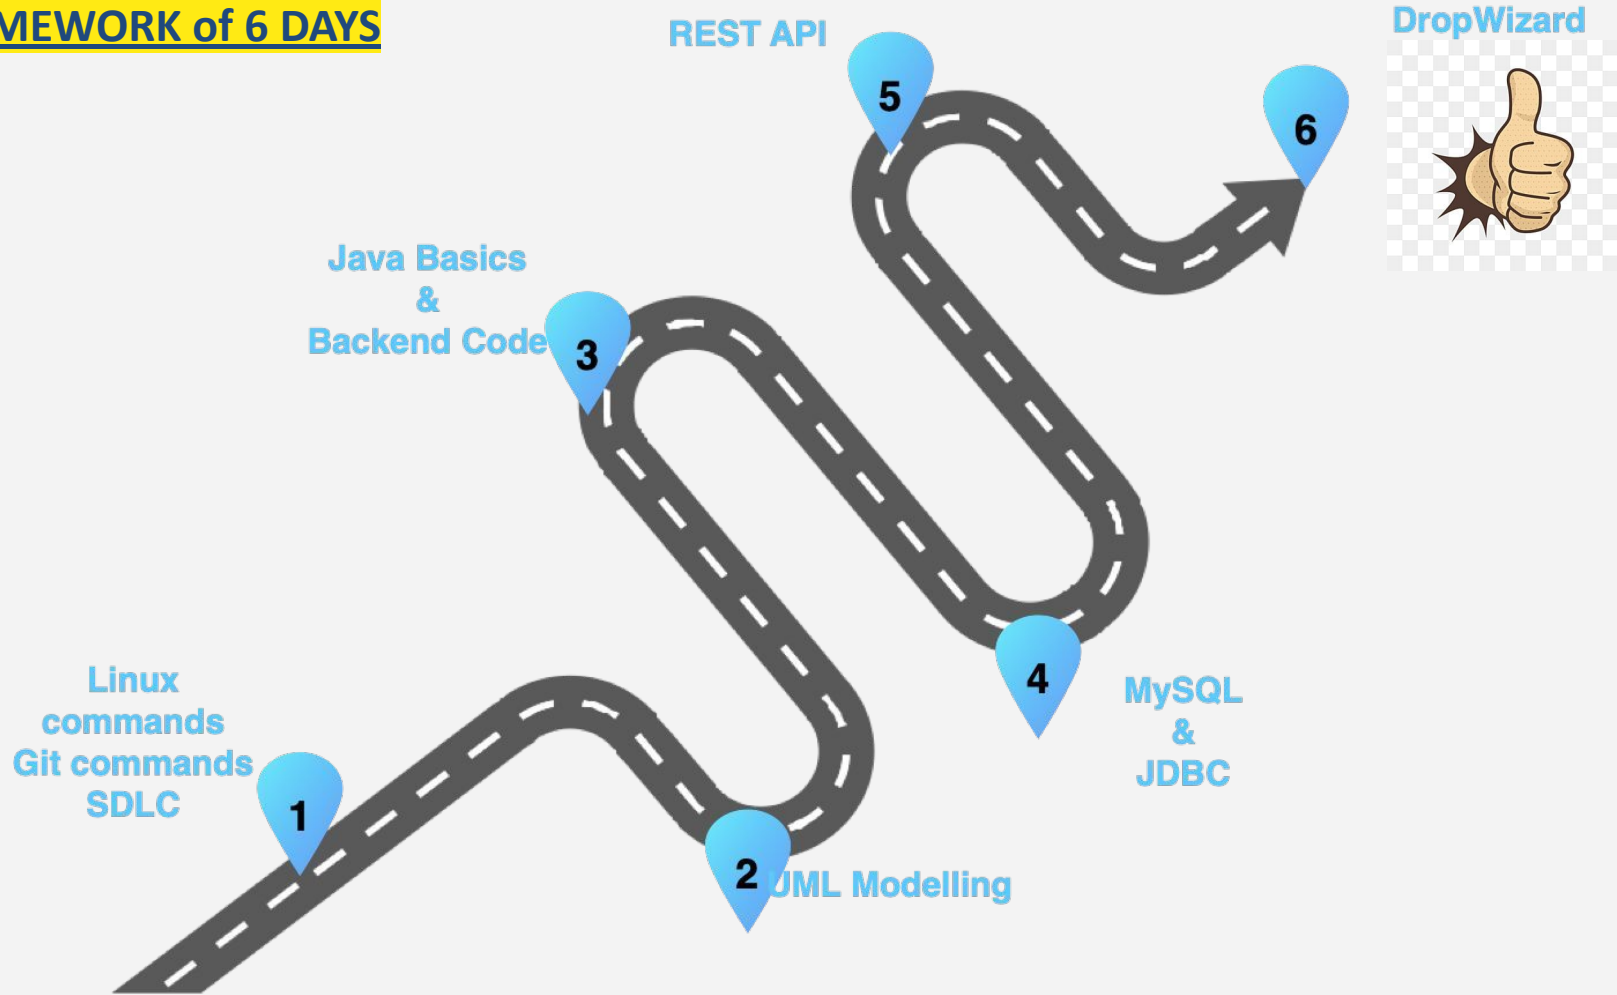 MEWORK of 6 DAYS
REST API
DropWizard
5
6
Java Basics
&
Backend Code
3
Linux
commands
Git commands
SDLC
1
4
MySQL
&
JDBC
2
UML Modelling